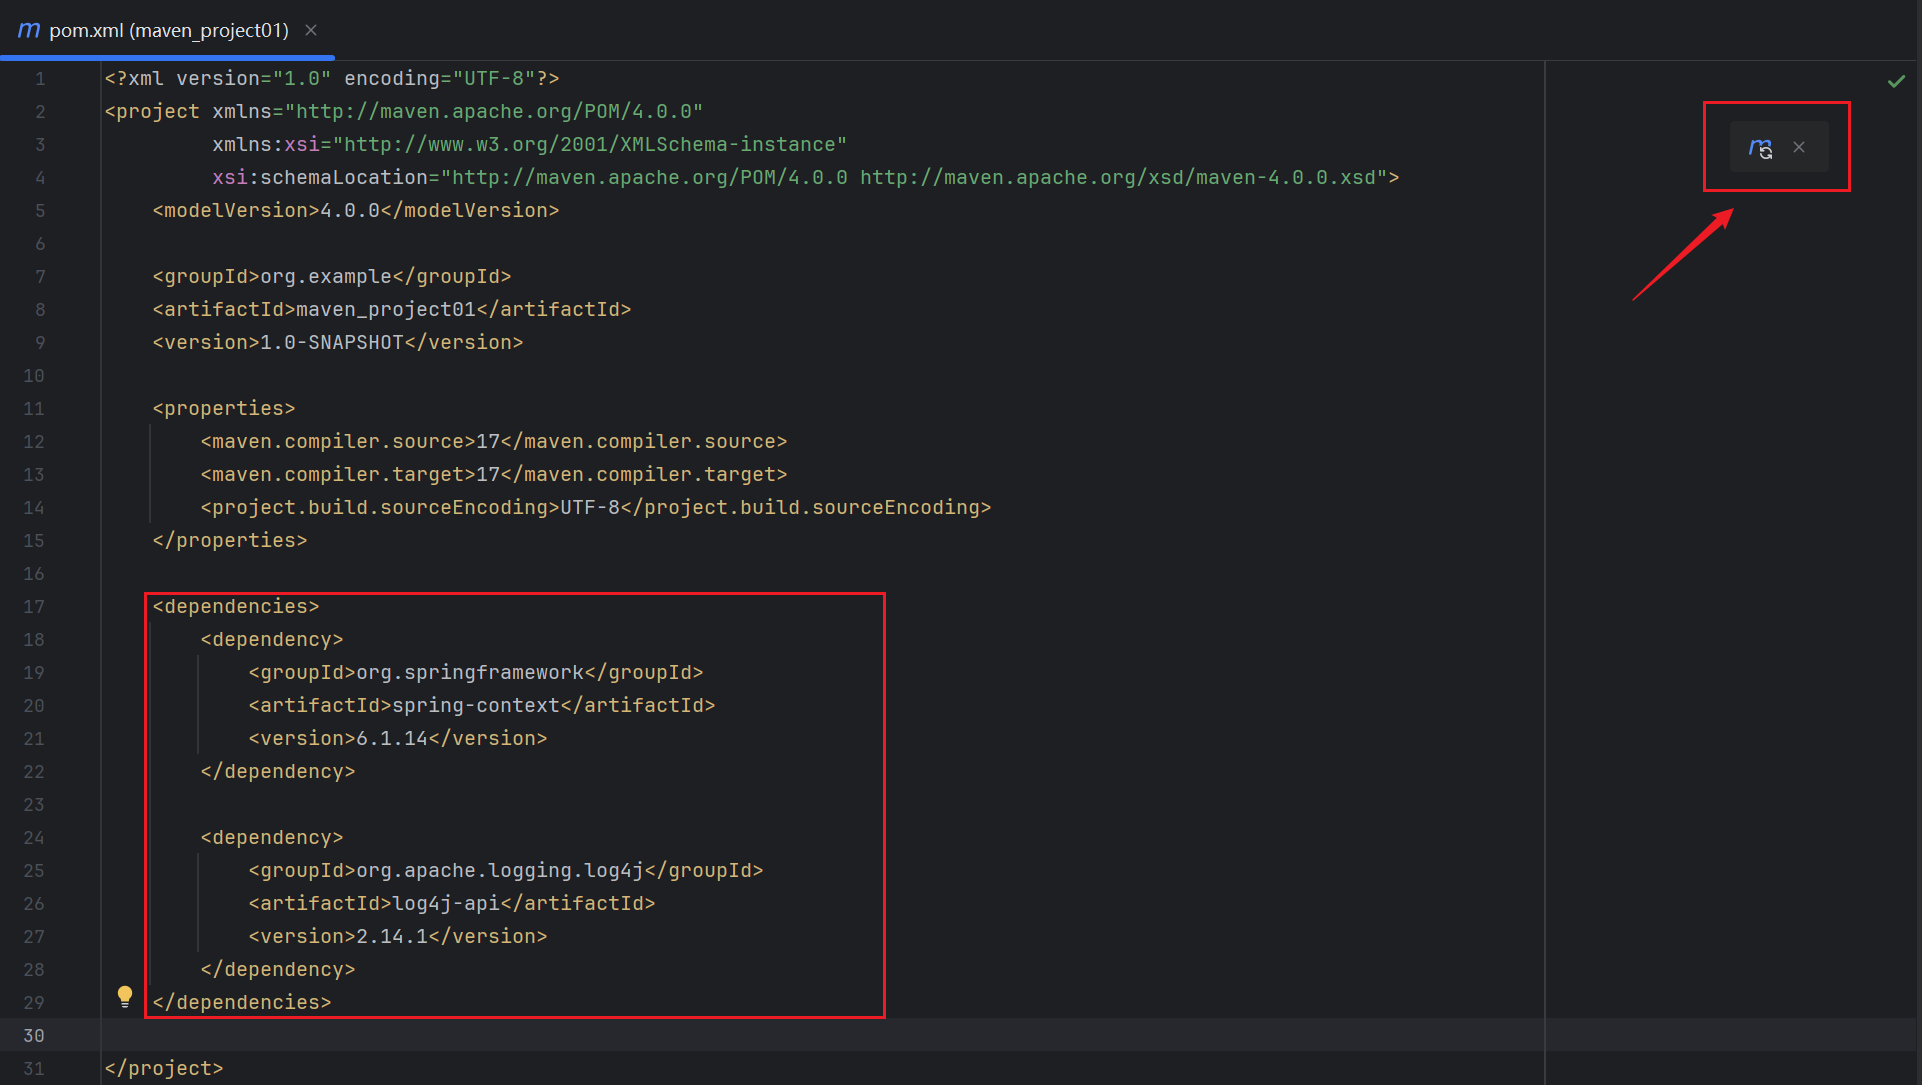 m pom.xml (maven_project01) ×
1 <?xml version="1.0" encoding="UTF-8"?>
2 <project xmlns="http://maven.apache.org/POM/4.0.0"
3          xmlns:xsi="http://www.w3.org/2001/XMLSchema-instance"
4          xsi:schemaLocation="http://maven.apache.org/POM/4.0.0 http://maven.apache.org/xsd/maven-4.0.0.xsd">
5     <modelVersion>4.0.0</modelVersion>
6
7     <groupId>org.example</groupId>
8     <artifactId>maven_project01</artifactId>
9     <version>1.0-SNAPSHOT</version>
10
11     <properties>
12         <maven.compiler.source>17</maven.compiler.source>
13         <maven.compiler.target>17</maven.compiler.target>
14         <project.build.sourceEncoding>UTF-8</project.build.sourceEncoding>
15     </properties>
16
17     <dependencies>
18         <dependency>
19             <groupId>org.springframework</groupId>
20             <artifactId>spring-context</artifactId>
21             <version>6.1.14</version>
22         </dependency>
23
24         <dependency>
25             <groupId>org.apache.logging.log4j</groupId>
26             <artifactId>log4j-api</artifactId>
27             <version>2.14.1</version>
28         </dependency>
29     </dependencies>
30
31 </project>
m ×